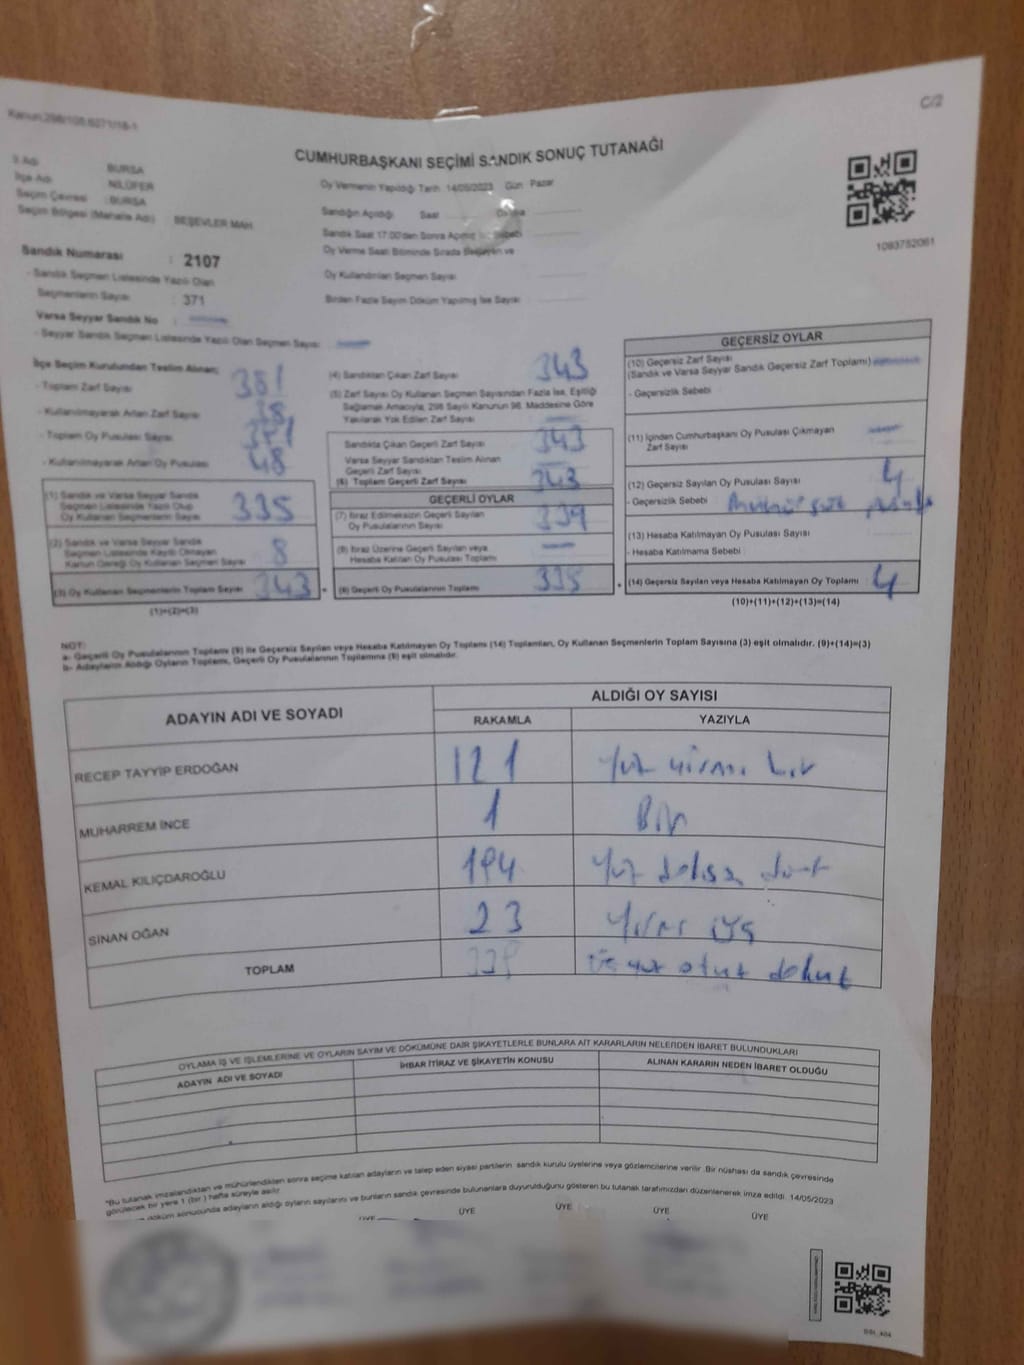 C/2
Kanun:298/105,6271/18-1
CUMHURBAŞKANI SEÇİMİ SANDIK SONUÇ TUTANAĞI
İl Adı BURSA
İlçe Adı NİLÜFER
Seçim Çevresi : BURSA
Seçim Bölgesi (Mahalle Adı) BEŞEVLER MAH.
Oy Vermenin Yapıldığı Tarih 14/05/2023 Gün Pazar
Sandığın Açıldığı Saat Dakika
Sandık Saat 17:00'den Sonra Açılmış Sebebi
Oy Verme Saati Bitiminde Sırada Bekleyen ve
Oy Kullandırılan Seçmen Sayısı
Birden Fazla Sayım Döküm Yapılmış İse Sayısı
1093752061
Sandık Numarası : 2107
- Sandık Seçmen Listesinde Yazılı Olan
Seçmenlerin Sayısı : 371
Varsa Seyyar Sandık No :
- Seyyar Sandık Seçmen Listesinde Yazılı Olan Seçmen Sayısı
İlçe Seçim Kurulundan Teslim Alınan;
- Toplam Zarf Sayısı 381
- Kullanılmayarak Artan Zarf Sayısı
- Toplam Oy Pusulası Sayısı
- Kullanılmayarak Artan Oy Pusulası 48
(1) Sandık ve Varsa Seyyar Sandık
Seçmen Listesinde Yazılı Olup
Oy Kullanan Seçmenlerin Sayısı 335
(2) Sandık ve Varsa Seyyar Sandık
Seçmen Listesinde Kayıtlı Olmayan
Kanun Gereği Oy Kullanan Seçmen Sayısı 8
(3) Oy Kullanan Seçmenlerin Toplam Sayısı 343
(1)+(2)=(3)
(4) Sandıktan Çıkan Zarf Sayısı 343
(5) Zarf Sayısı Oy Kullanan Seçmen Sayısından Fazla İse, Eşitliği
Sağlamak Amacıyla, 298 Sayılı Kanunun 98. Maddesine Göre
Yakılarak Yok Edilen Zarf Sayısı
Sandıkta Çıkan Geçerli Zarf Sayısı 343
Varsa Seyyar Sandıktan Teslim Alınan
Geçerli Zarf Sayısı
(6) Toplam Geçerli Zarf Sayısı 343
GEÇERLİ OYLAR
(7) İtiraz Edilmeksizin Geçerli Sayılan
Oy Pusulalarının Sayısı 339
(8) İtiraz Üzerine Geçerli Sayılan veya
Hesaba Katılan Oy Pusulası Toplamı
(9) Geçerli Oy Pusulalarının Toplamı
GEÇERSİZ OYLAR
(10) Geçersiz Zarf Sayısı
(Sandık ve Varsa Seyyar Sandık Geçersiz Zarf Toplamı)
- Geçersizlik Sebebi
(11) İçinden Cumhurbaşkanı Oy Pusulası Çıkmayan
Zarf Sayısı
(12) Geçersiz Sayılan Oy Pusulası Sayısı 4
- Geçersizlik Sebebi
(13) Hesaba Katılmayan Oy Pusulası Sayısı
- Hesaba Katılmama Sebebi
(14) Geçersiz Sayılan veya Hesaba Katılmayan Oy Toplamı 4
(10)+(11)+(12)+(13)=(14)
NOT:
a- Geçerli Oy Pusulalarının Toplamı (9) ile Geçersiz Sayılan veya Hesaba Katılmayan Oy Toplamı (14) Toplamları, Oy Kullanan Seçmenlerin Toplam Sayısına (3) eşit olmalıdır. (9)+(14)=(3)
b- Adayların Aldığı Oyların Toplamı, Geçerli Oy Pusulalarının Toplamına (9) eşit olmalıdır.
ADAYIN ADI VE SOYADI ALDIĞI OY SAYISI
RAKAMLA YAZIYLA
RECEP TAYYİP ERDOĞAN 121 Yüz yirmi bir
MUHARREM İNCE 1 Bir
KEMAL KILIÇDAROĞLU 194 Yüz doksan dört
SİNAN OĞAN 23 Yirmi üç
TOPLAM 339 üç yüz otuz dokuz
OYLAMA İŞ VE İŞLEMLERİNE VE OYLARIN SAYIM VE DÖKÜMÜNE DAİR ŞİKAYETLERLE BUNLARA AİT KARARLARIN NELERDEN İBARET BULUNDUKLARI
ADAYIN ADI VE SOYADI İHBAR İTİRAZ VE ŞİKAYETİN KONUSU ALINAN KARARIN NEDEN İBARET OLDUĞU
*Bu tutanak imzalandıktan ve mühürlendikten sonra seçime katılan adayların ve talep eden siyasi partilerin sandık kurulu üyelerine veya gözlemcilerine verilir. Bir nüshası da sandık çevresinde
görülecek bir yere 1 (bir) hafta süreyle asılır.
döküm sonucunda adayların aldığı oyların sayılarını ve bunların sandık çevresinde bulunanlara duyurulduğunu gösteren bu tutanak tarafımızdan düzenlenerek imza edildi. 14/05/2023
ÜYE ÜYE ÜYE ÜYE ÜYE